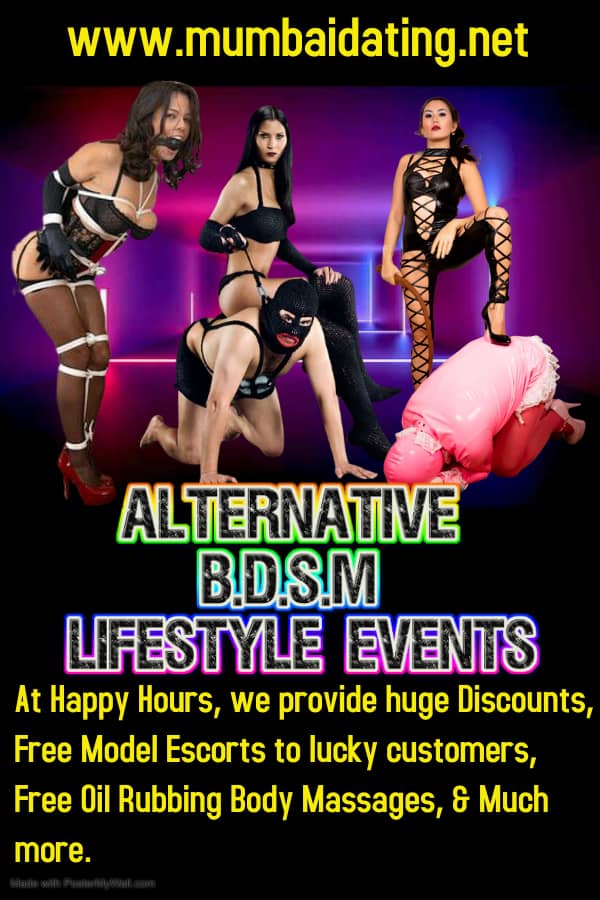 www.mumbaidating.net
ALTERNATIVE
B.D.S.M
LIFESTYLE EVENTS
At Happy Hours, we provide huge Discounts,
Free Model Escorts to lucky customers,
Free Oil Rubbing Body Massages, & Much
more.
Made with PosterMyWall.com